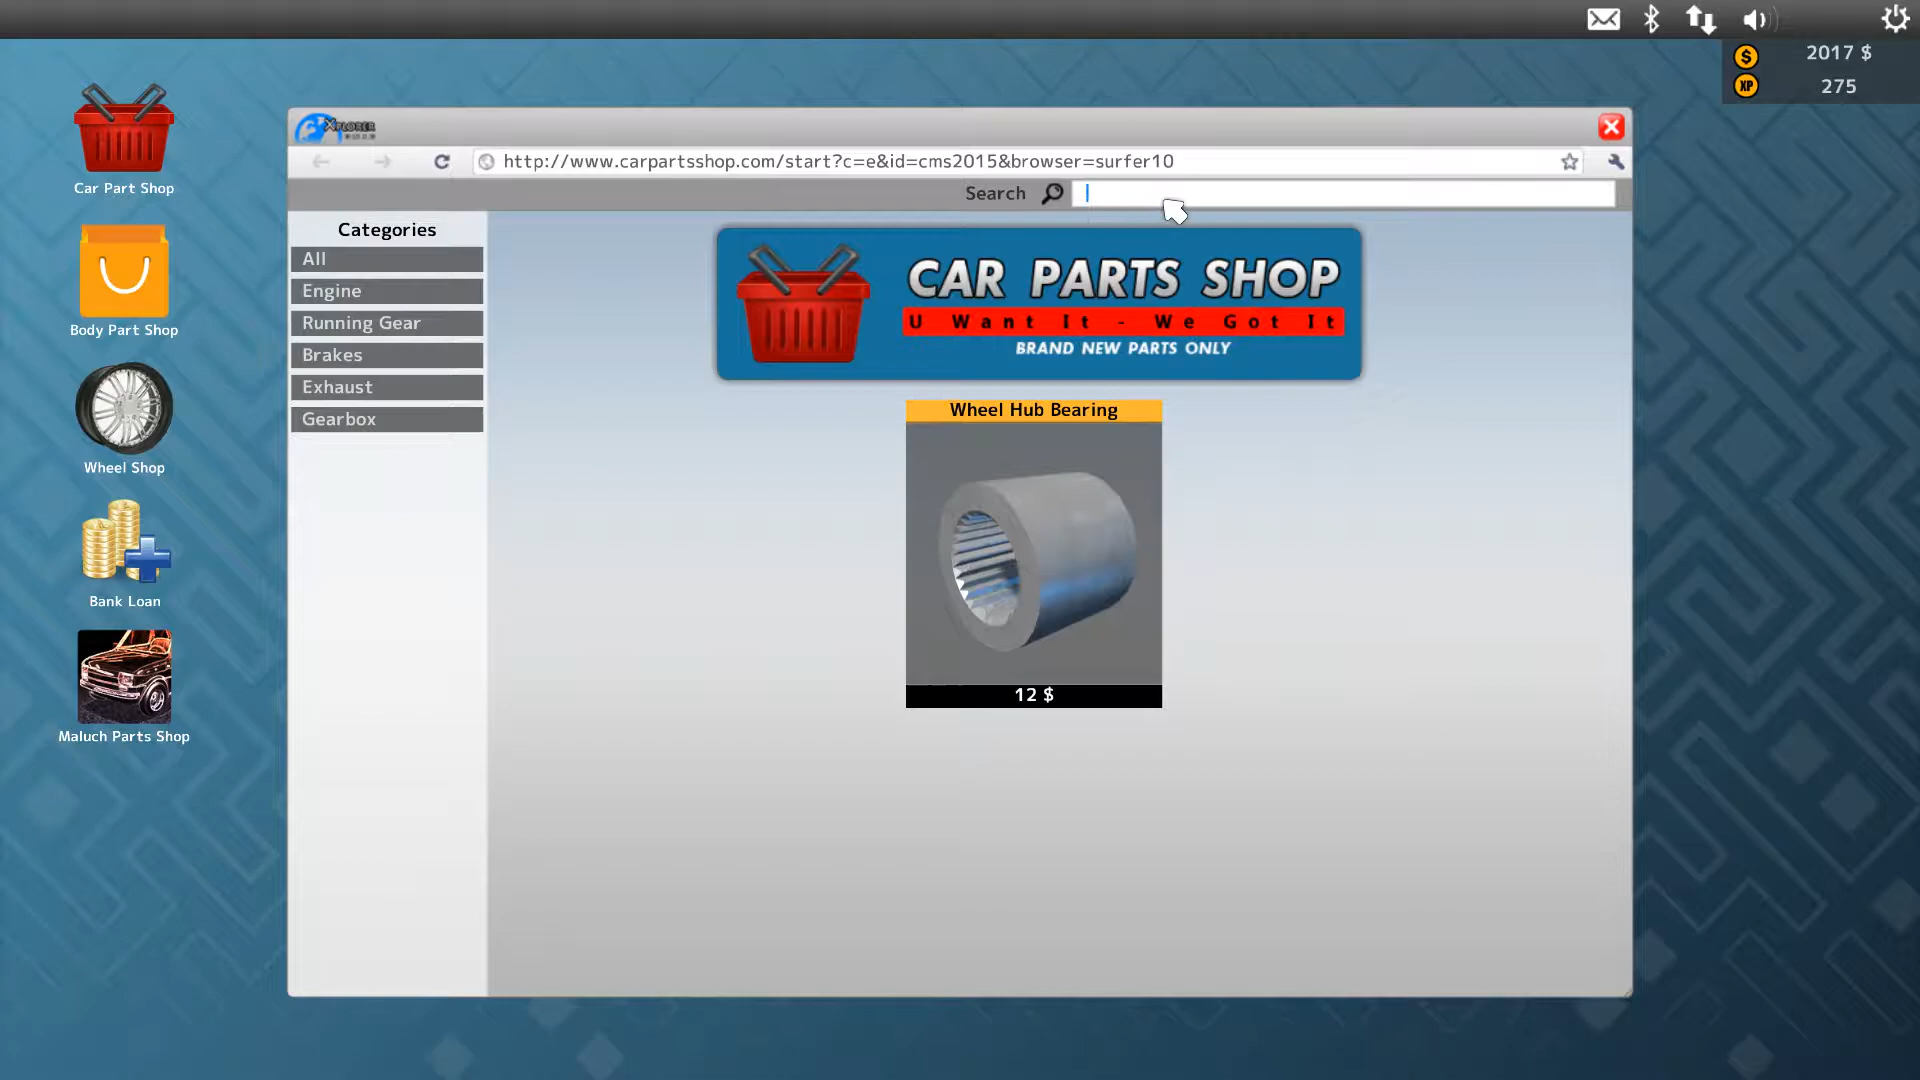 2017 $
XP
275
Car Part Shop
Body Part Shop
Wheel Shop
Bank Loan
Maluch Parts Shop
XPLORER
http://www.carpartsshop.com/start?c=e&id=cms2015&browser=surfer10
Search
Categories
All
Engine
Running Gear
Brakes
Exhaust
Gearbox
CAR PARTS SHOP
U Want It - We Got It
BRAND NEW PARTS ONLY
Wheel Hub Bearing
12 $